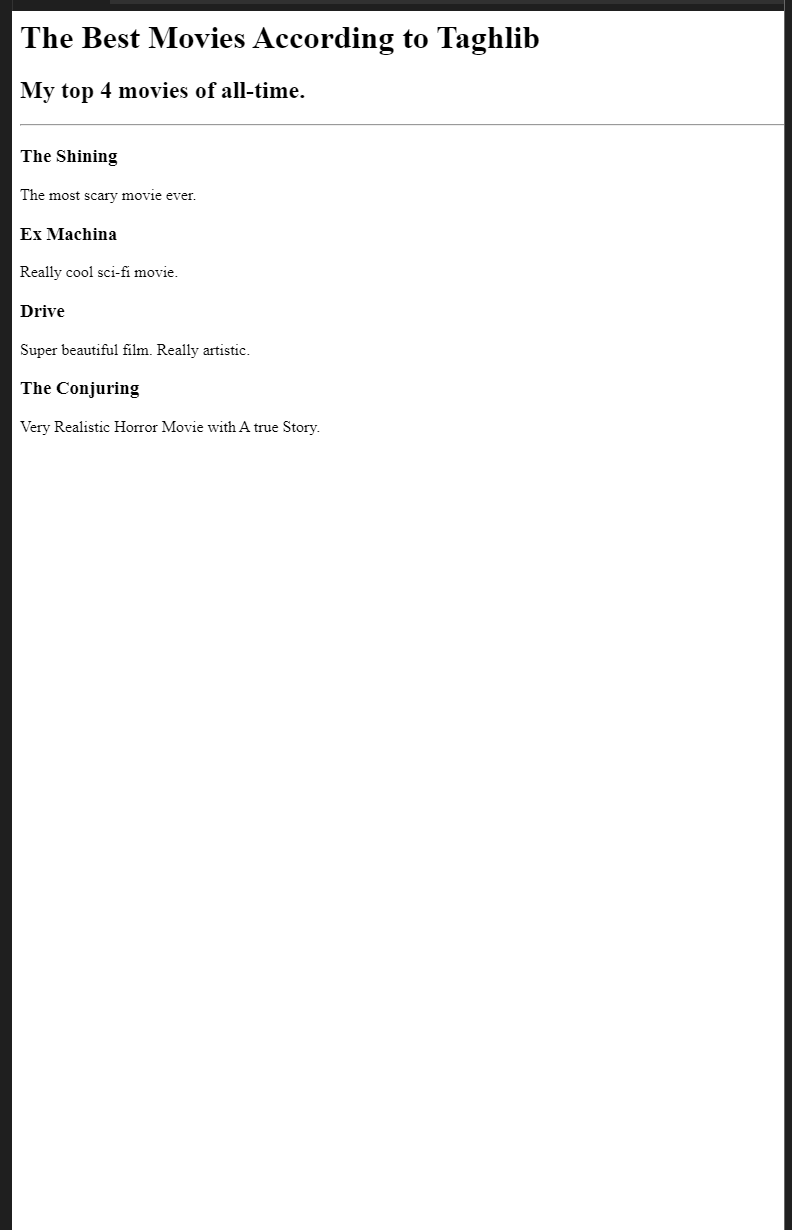 The Best Movies According to Taghlib
My top 4 movies of all-time.
The Shining
The most scary movie ever.
Ex Machina
Really cool sci-fi movie.
Drive
Super beautiful film. Really artistic.
The Conjuring
Very Realistic Horror Movie with A true Story.